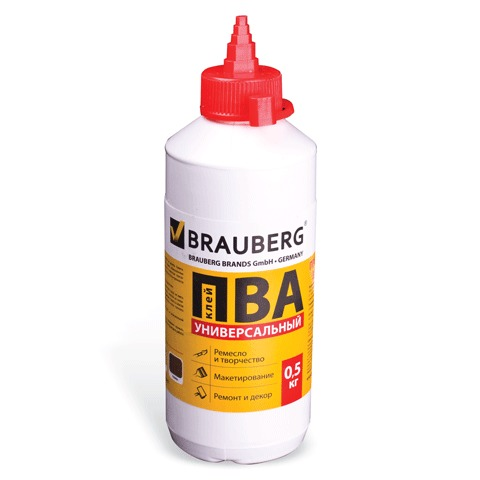 BRAUBERG®
BRAUBERG BRANDS GmbH • GERMANY
клей
ПВА
УНИВЕРСАЛЬНЫЙ
Ремесло
и творчество
Макетирование
Ремонт и декор
0,5
кг